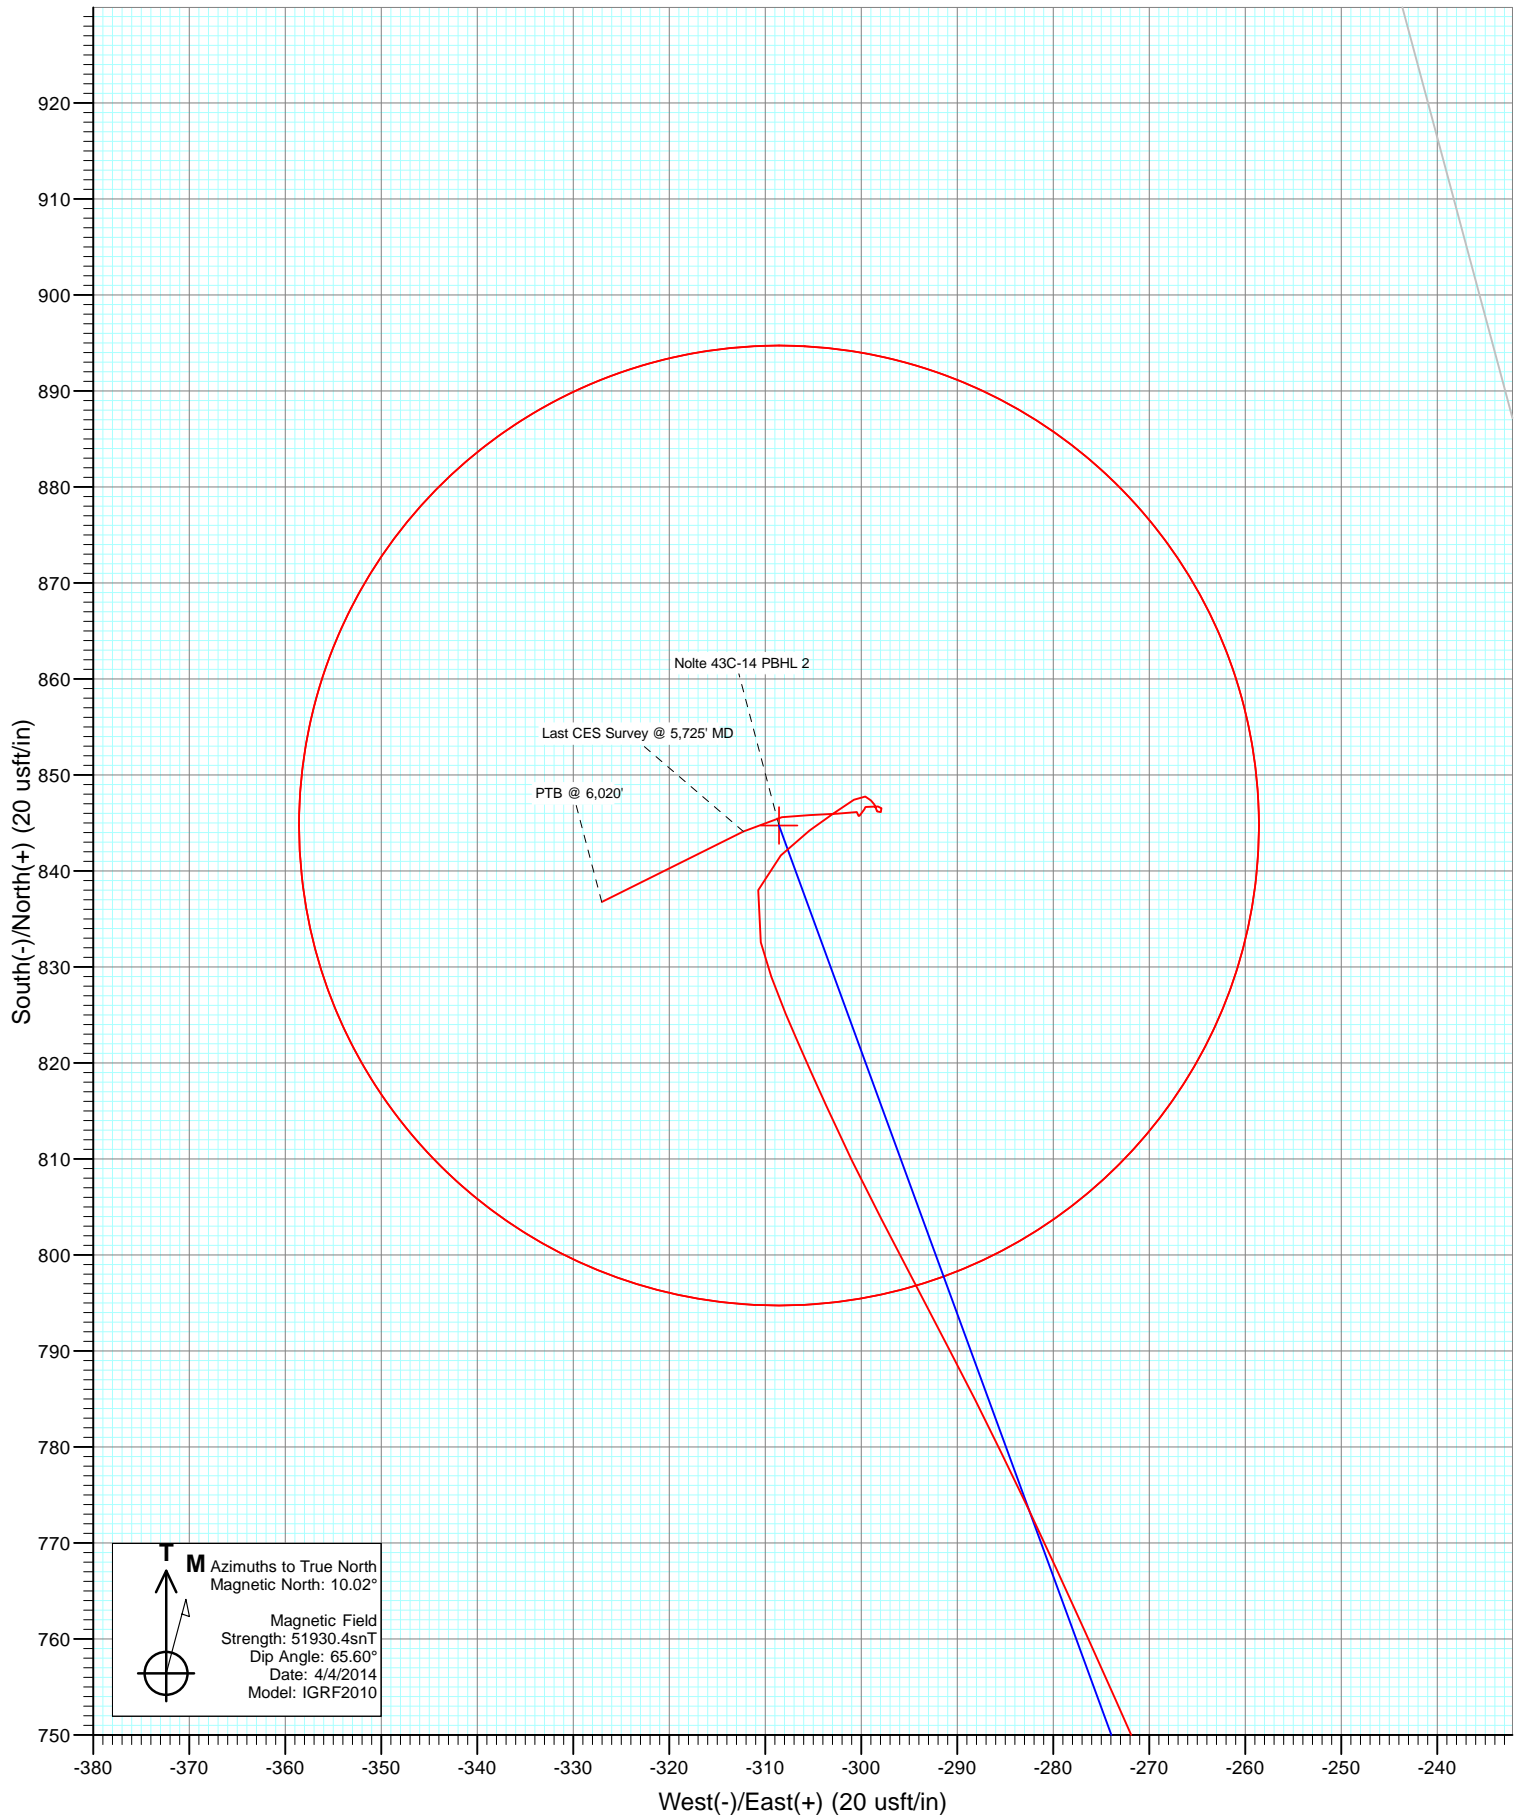 920
910
900
890
880
870
860
850
840
830
820
810
800
790
780
770
760
750
South(-)/North(+) (20 usft/in)
Nolte 43C-14 PBHL 2
Last CES Survey @ 5,725' MD
PTB @ 6,020'
T
M
Azimuths to True North
Magnetic North: 10.02°
Magnetic Field
Strength: 51930.4snT
Dip Angle: 65.60°
Date: 4/4/2014
Model: IGRF2010
-380 -370 -360 -350 -340 -330 -320 -310 -300 -290 -280 -270 -260 -250 -240
West(-)/East(+) (20 usft/in)